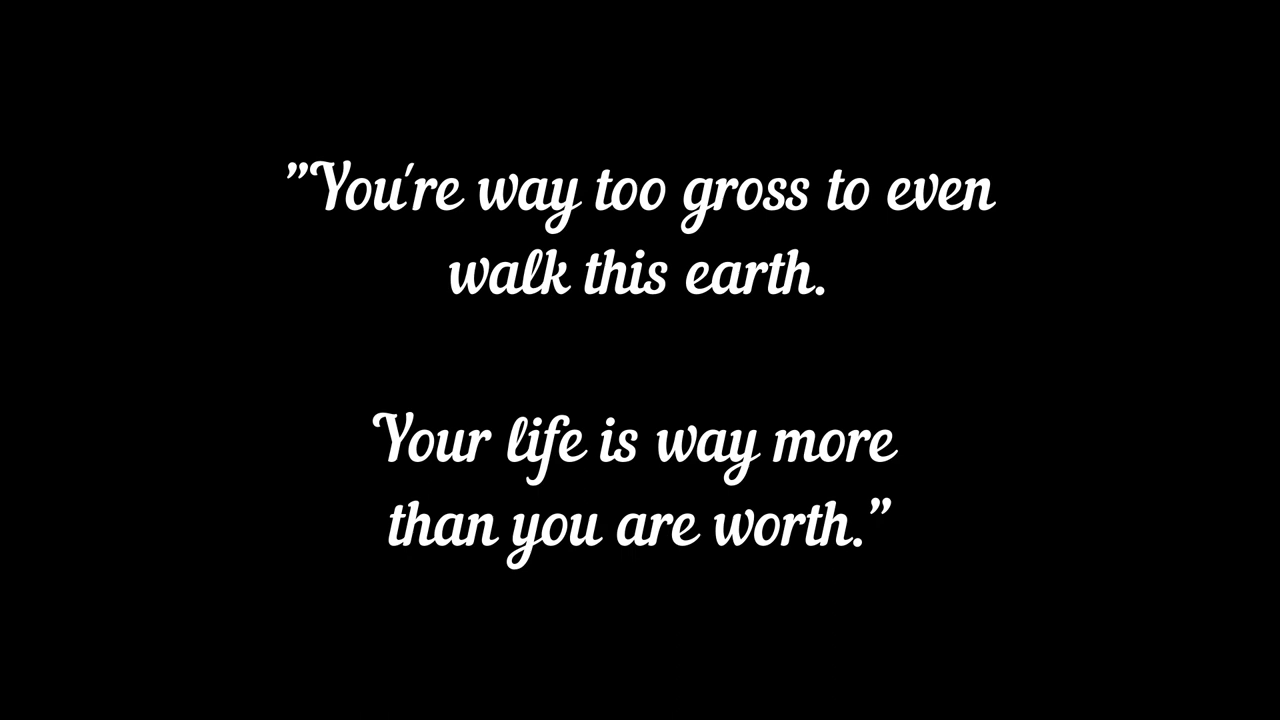 ”You're way too gross to even
walk this earth.
Your life is way more
than you are worth.”